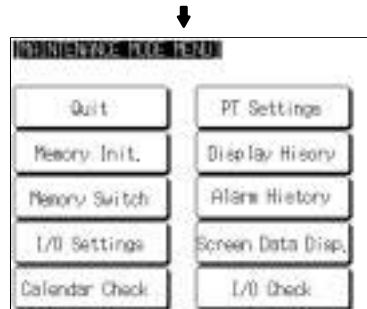 [MAINTENANCE MODE MENU]
Quit
PT Settings
Memory Init.
Display Hisory
Memory Switch
Alarm History
I/O Settings
Screen Data Disp.
Calendar Check
I/O Check